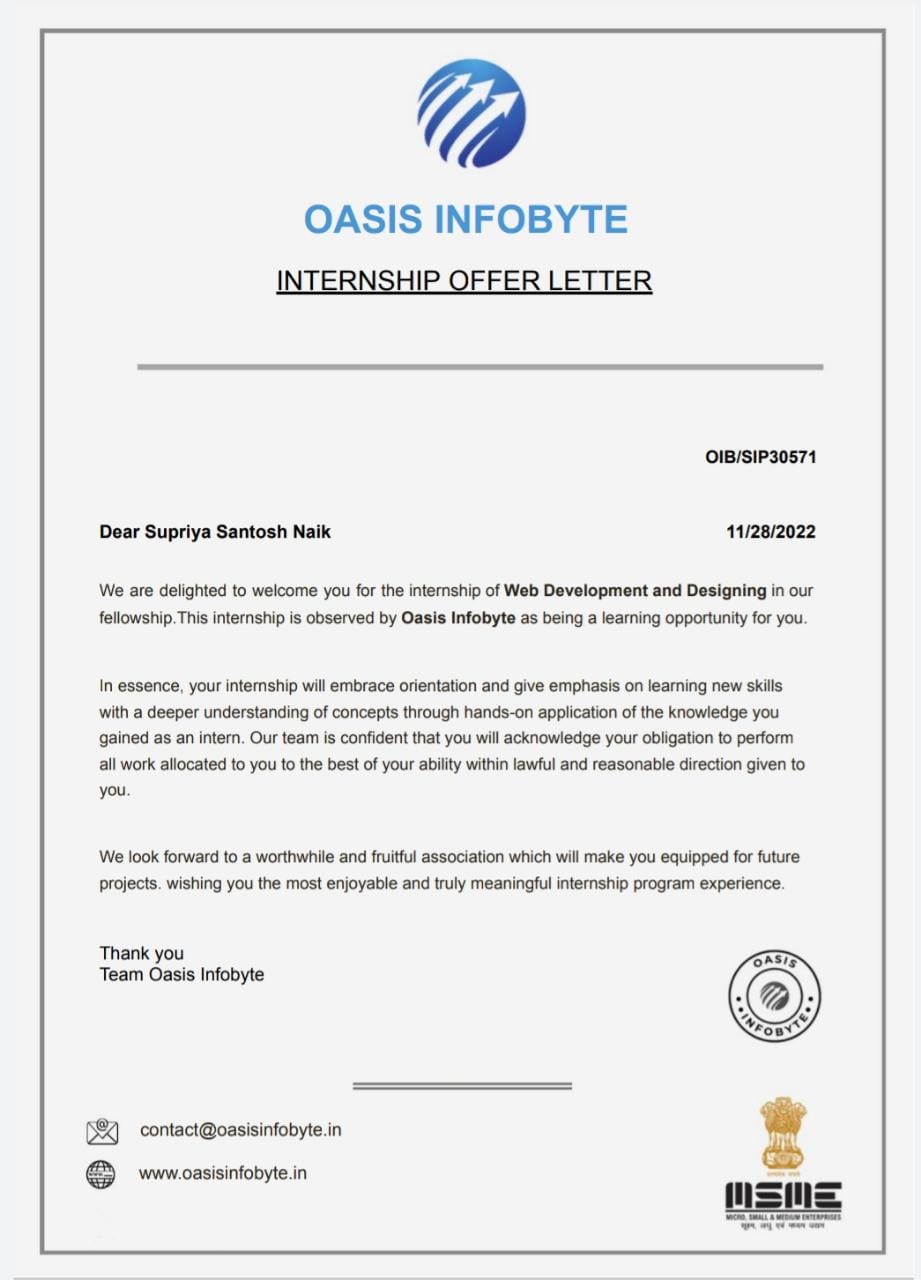 OASIS INFOBYTE
INTERNSHIP OFFER LETTER
OIB/SIP30571
Dear Supriya Santosh Naik 11/28/2022
We are delighted to welcome you for the internship of Web Development and Designing in our
fellowship.This internship is observed by Oasis Infobyte as being a learning opportunity for you.
In essence, your internship will embrace orientation and give emphasis on learning new skills
with a deeper understanding of concepts through hands-on application of the knowledge you
gained as an intern. Our team is confident that you will acknowledge your obligation to perform
all work allocated to you to the best of your ability within lawful and reasonable direction given to
you.
We look forward to a worthwhile and fruitful association which will make you equipped for future
projects. wishing you the most enjoyable and truly meaningful internship program experience.
Thank you
Team Oasis Infobyte
OASIS
INFOBYTE
contact@oasisinfobyte.in
www.oasisinfobyte.in
MSME
MICRO, SMALL & MEDIUM ENTERPRISES
सूक्ष्म, लघु एवं मध्यम उद्यम